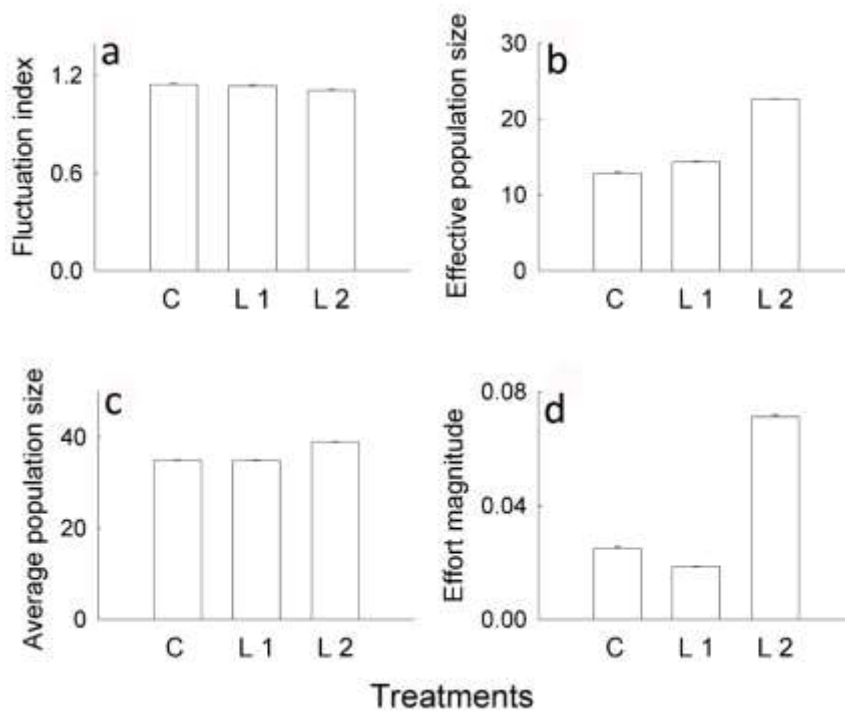 a
Fluctuation index
1.2
0.6
0.0
C L 1 L 2
b
Effective population size
30
20
10
0
C L 1 L 2
c
Average population size
40
20
0
C L 1 L 2
d
Effort magnitude
0.08
0.04
0.00
C L 1 L 2
Treatments